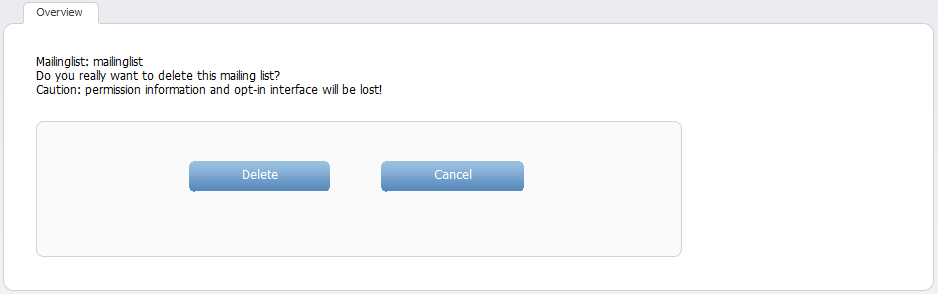 Overview
Mailinglist: mailinglist
Do you really want to delete this mailing list?
Caution: permission information and opt-in interface will be lost!
Delete
Cancel